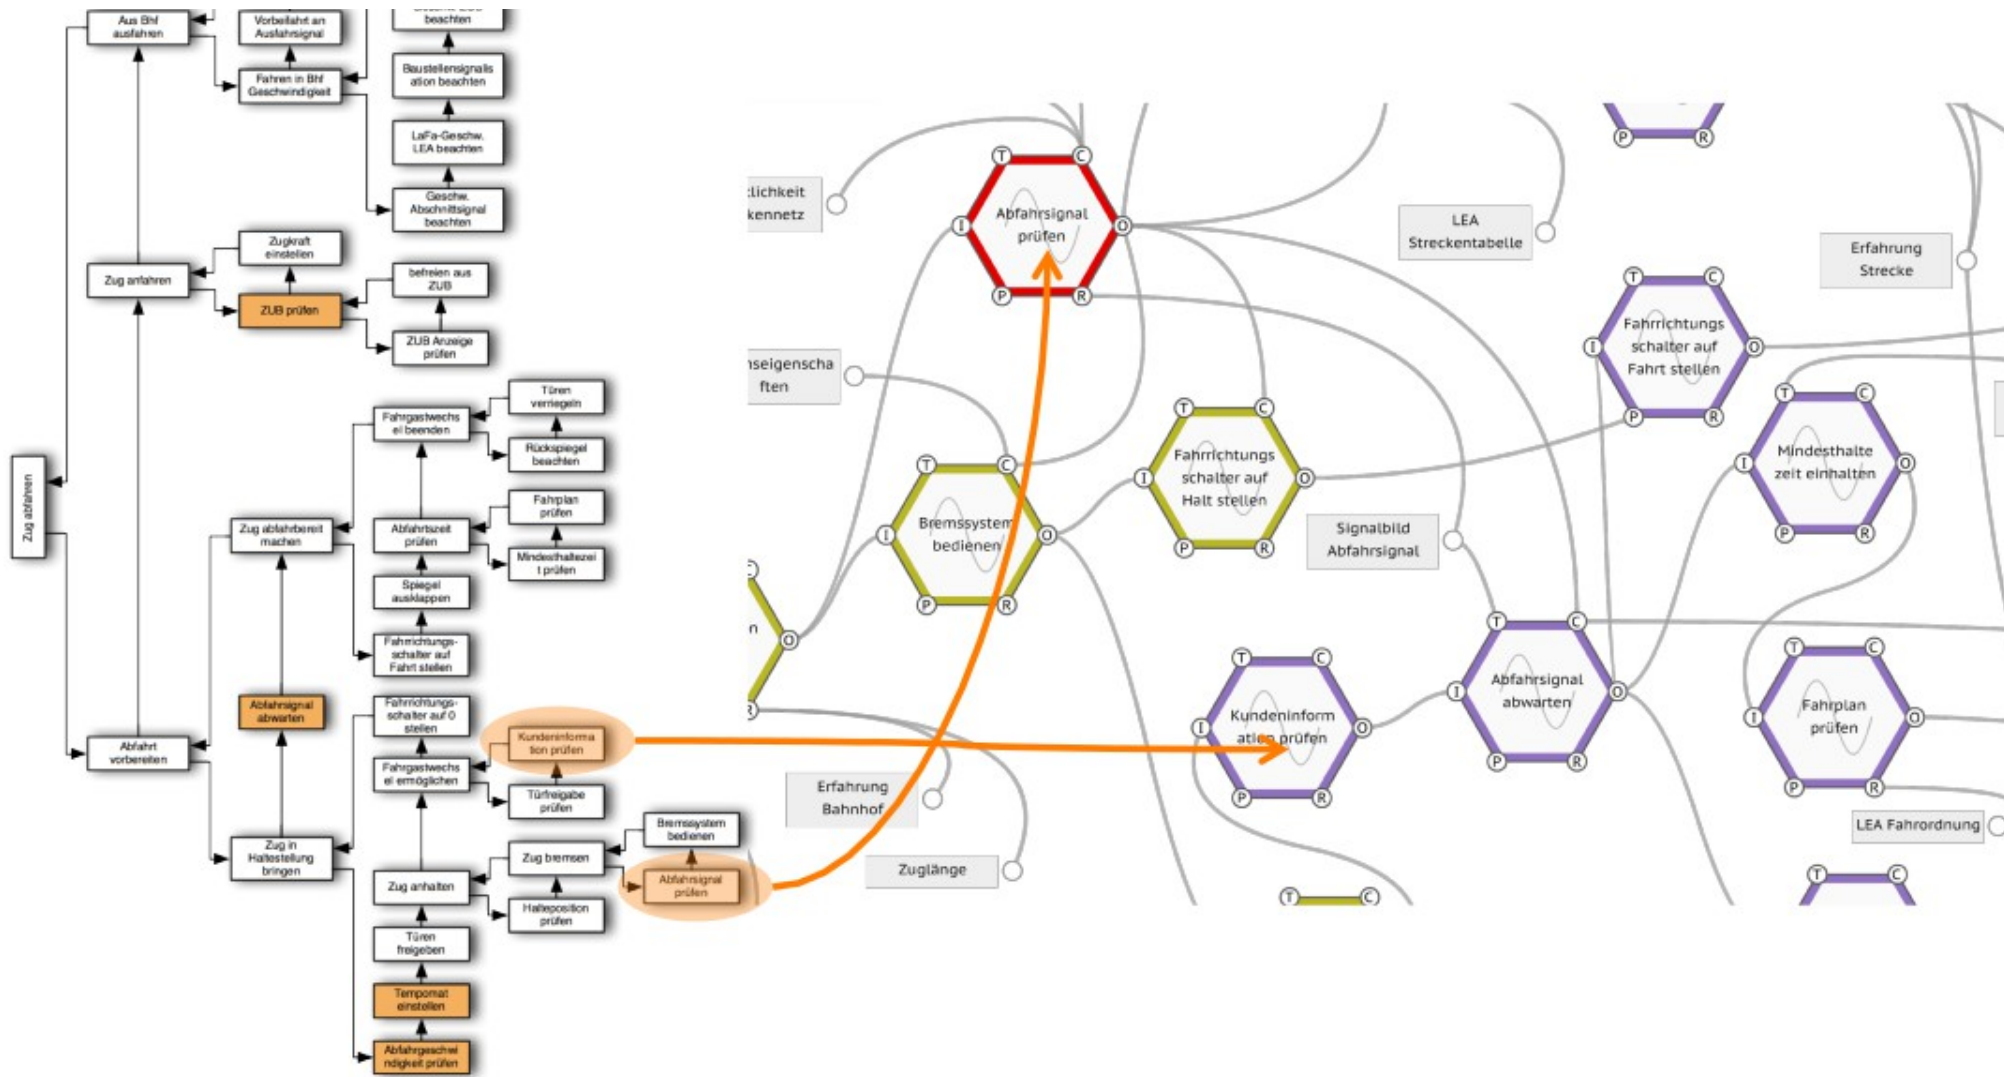 Aus Bhf
ausfahren
Vorbeifahrt an
Ausfahrsignal
Fahren in Bhf
Geschwindigkeit
beachten
Baustellensignalis
ation beachten
LaFa-Geschw.
LEA beachten
Geschw.
Abschnittsignal
beachten
Zug anfahren
Zugkraft
einstellen
ZUB prüfen
befreien aus
ZUB
ZUB Anzeige
prüfen
Zug abfahren
Zug abfahrbereit
machen
Fahrgastwechs
el beenden
Türen
verriegeln
Rückspiegel
beachten
Abfahrtszeit
prüfen
Fahrplan
prüfen
Mindesthaltezei
t prüfen
Spiegel
ausklappen
Fahrrichtungs-
schalter auf
Fahrt stellen
Abfahrsignal
abwarten
Abfahrt
vorbereiten
Fahrrichtungs-
schalter auf 0
stellen
Fahrgastwechs
el ermöglichen
Kundeninforma
tion prüfen
Türfreigabe
prüfen
Zug in
Haltestellung
bringen
Zug anhalten
Zug bremsen
Bremssystem
bedienen
Abfahrsignal
prüfen
Halteposition
prüfen
Türen
freigeben
Tempomat
einstellen
Abfahrgeschwi
ndigkeit prüfen
lichkeit
kennetz
T
C
I
Abfahrsignal
prüfen
O
P
R
LEA
Streckentabelle
P
R
Erfahrung
Strecke
T
C
I
Fahrrichtungs
schalter auf
Fahrt stellen
O
P
R
seigenscha
ften
T
C
I
Bremssystem
bedienen
O
P
R
T
C
I
Fahrrichtungs
schalter auf
Halt stellen
O
P
R
T
C
I
Mindesthalte
zeit einhalten
O
P
R
Signalbild
Abfahrsignal
C
n
O
R
T
C
I
Kundeninform
ation prüfen
O
P
R
T
C
I
Abfahrsignal
abwarten
O
P
R
T
C
I
Fahrplan
prüfen
O
P
R
Erfahrung
Bahnhof
Zuglänge
LEA Fahrordnung
T
C
T
C